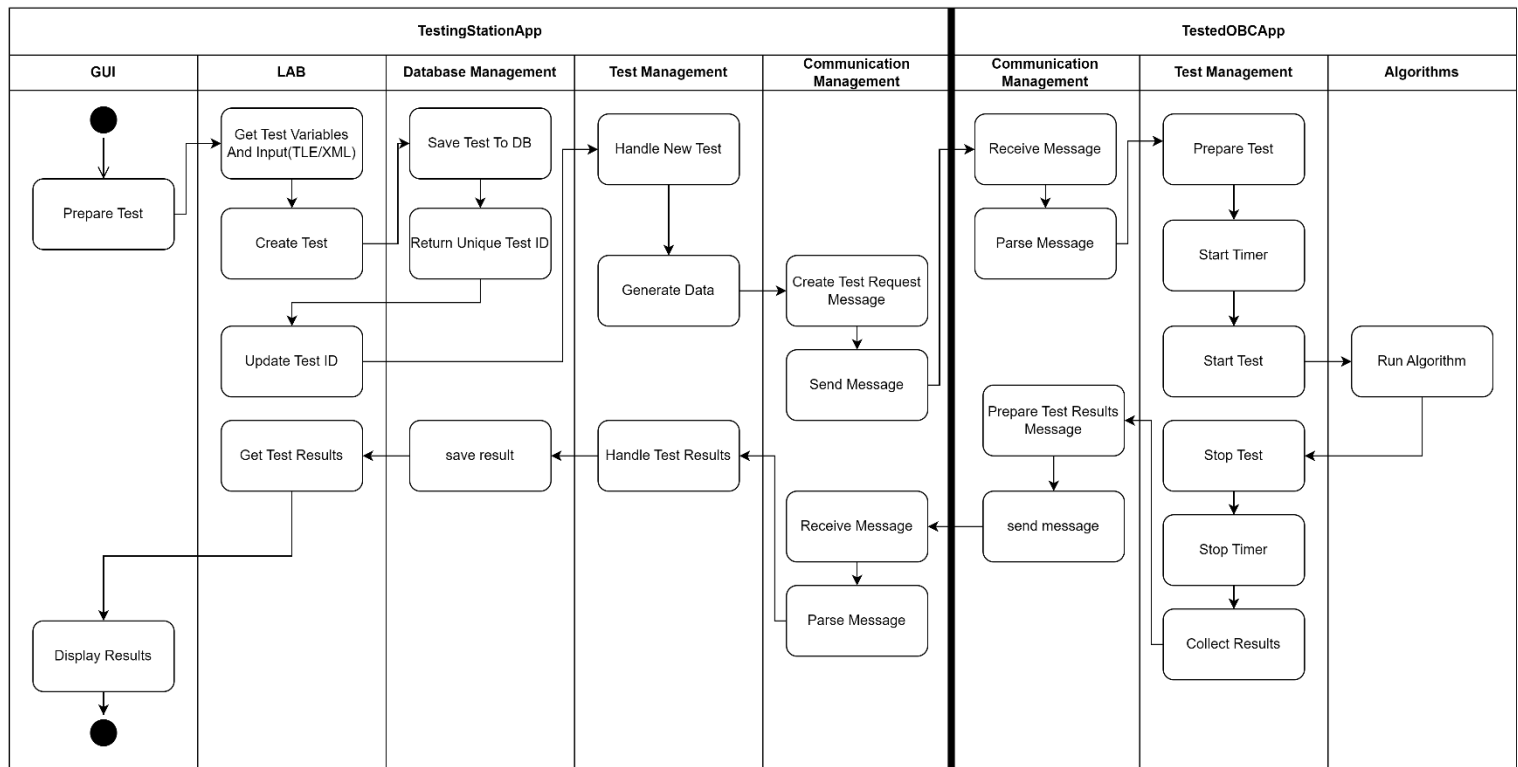 TestingStationApp
TestedOBCApp
GUI
LAB
Database Management
Test Management
Communication
Management
Communication
Management
Test Management
Algorithms
Prepare Test
Get Test Variables
And Input(TLE/XML)
Create Test
Update Test ID
Get Test Results
Display Results
Save Test To DB
Return Unique Test ID
save result
Handle New Test
Generate Data
Handle Test Results
Create Test Request
Message
Send Message
Receive Message
Parse Message
Receive Message
Parse Message
Prepare Test Results
Message
send message
Prepare Test
Start Timer
Start Test
Stop Test
Stop Timer
Collect Results
Run Algorithm